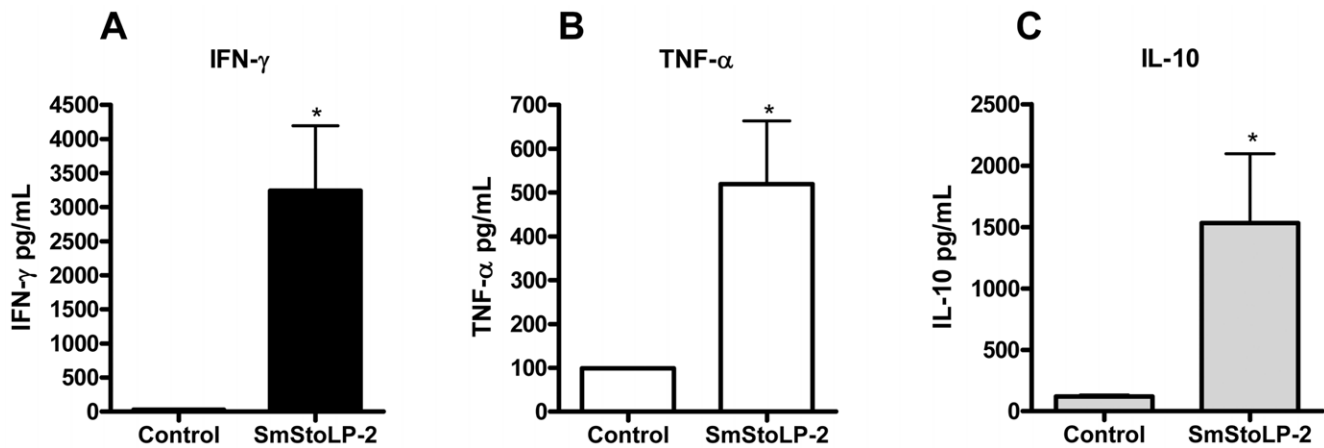 A
IFN-γ
IFN-γ pg/mL
4500
4000
3500
3000
2500
2000
1500
1000
500
0
*
Control SmStoLP-2
B
TNF-α
TNF-α pg/mL
700
600
500
400
300
200
100
0
*
Control SmStoLP-2
C
IL-10
IL-10 pg/mL
2500
2000
1500
1000
500
0
*
Control SmStoLP-2